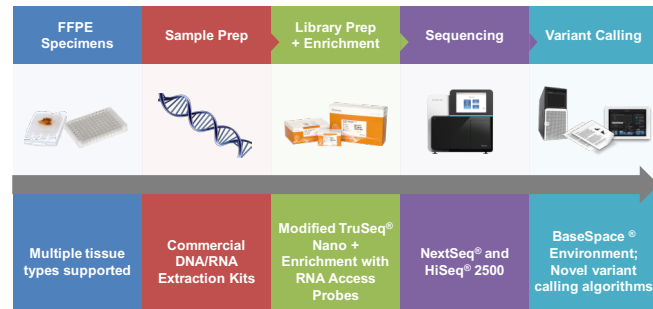 FFPE
Specimens
Sample Prep
Library Prep
+ Enrichment
Sequencing
Variant Calling
Multiple tissue
types supported
Commercial
DNA/RNA
Extraction Kits
Modified TruSeq®
Nano +
Enrichment with
RNA Access
Probes
NextSeq® and
HiSeq® 2500
BaseSpace ®
Environment;
Novel variant
calling algorithms